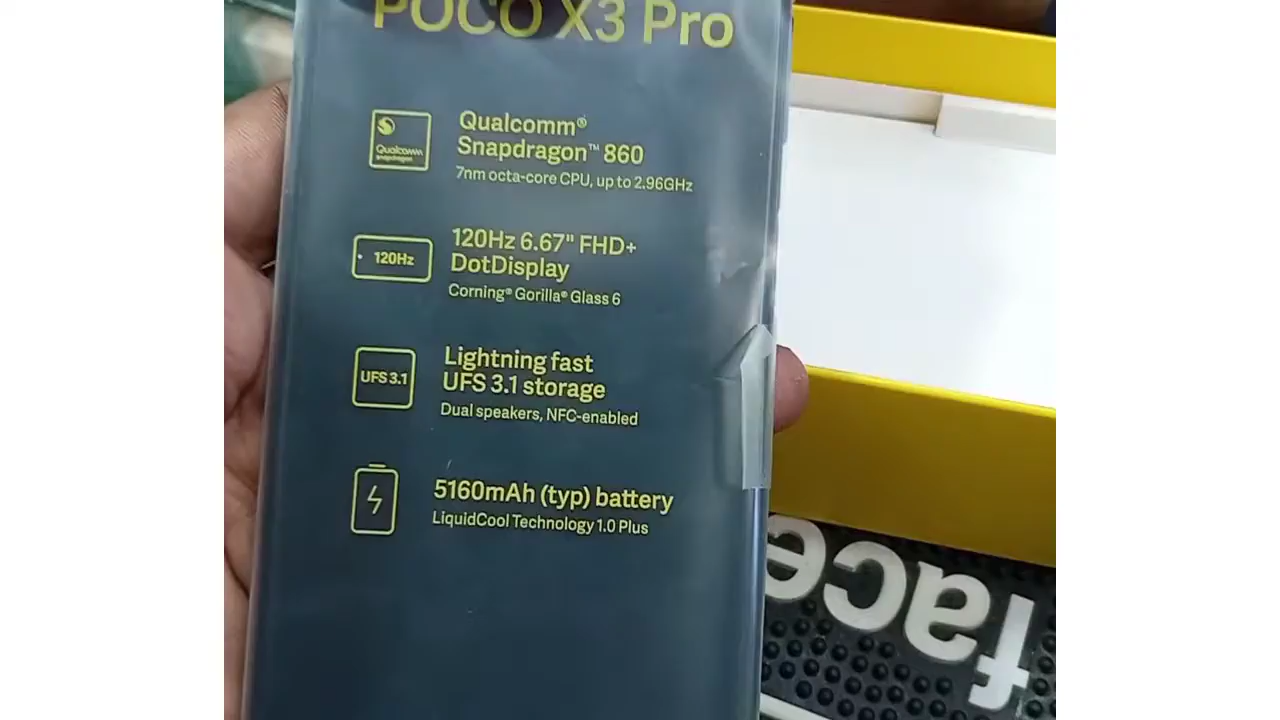 POCO X3 Pro
Qualcomm
snapdragon
Qualcomm®
Snapdragon™ 860
7nm octa-core CPU, up to 2.96GHz
120Hz
120Hz 6.67" FHD+
DotDisplay
Corning® Gorilla® Glass 6
UFS 3.1
Lightning fast
UFS 3.1 storage
Dual speakers, NFC-enabled
5160mAh (typ) battery
LiquidCool Technology 1.0 Plus
face